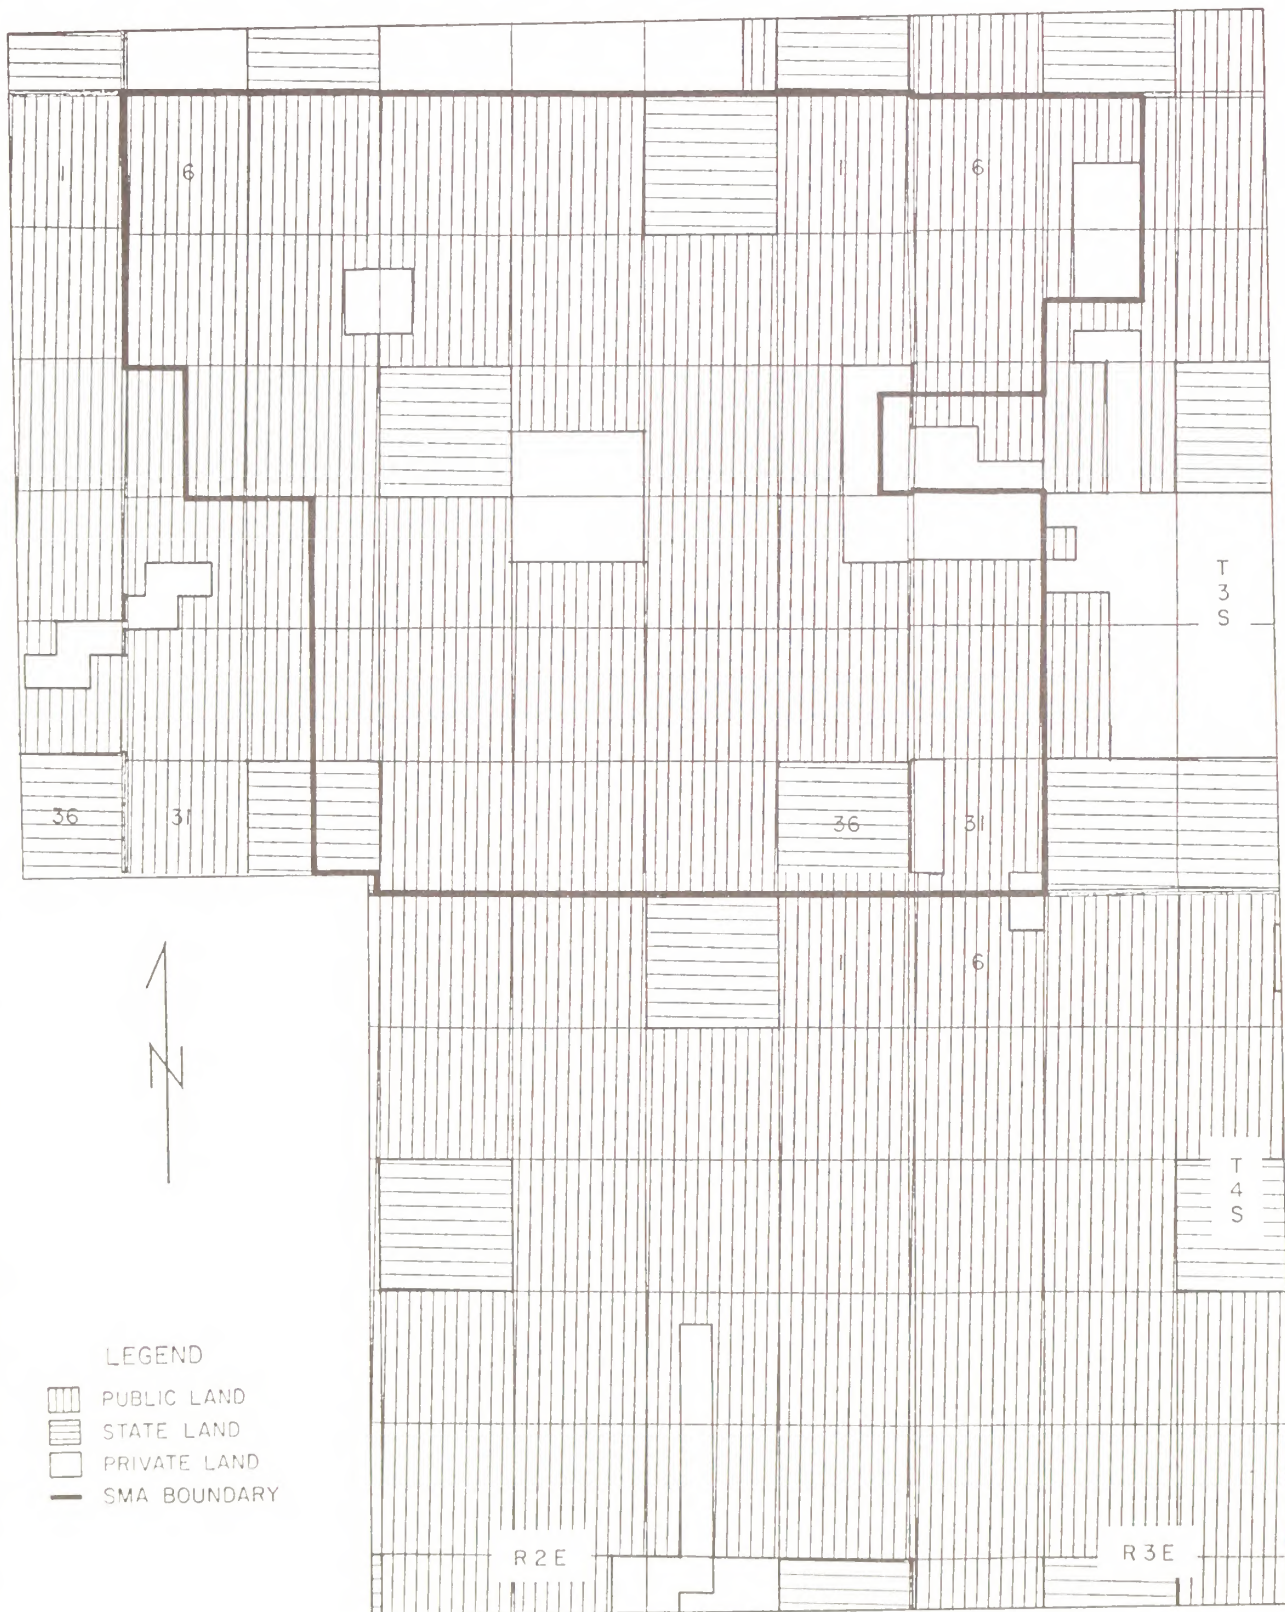 1
6
1
6
T
3
S
36
31
36
31
1
6
N
T
4
S
LEGEND
PUBLIC LAND
STATE LAND
PRIVATE LAND
SMA BOUNDARY
R2E
R3E